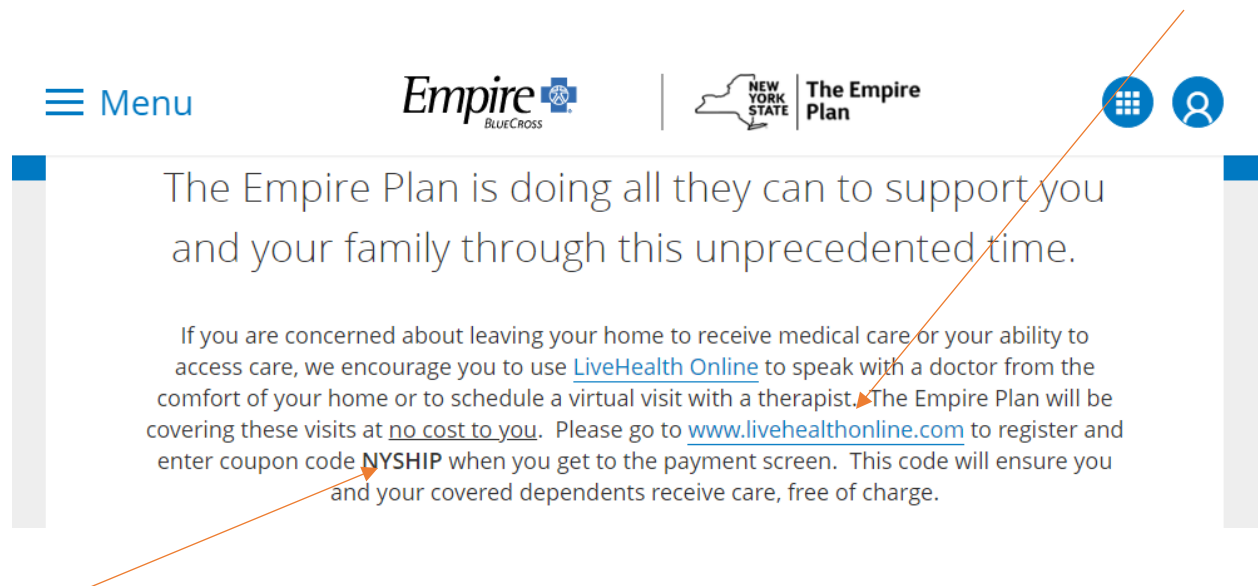 Menu
Empire
BLUECROSS
NEW
YORK
STATE
The Empire
Plan
The Empire Plan is doing all they can to support you
and your family through this unprecedented time.
If you are concerned about leaving your home to receive medical care or your ability to
access care, we encourage you to use LiveHealth Online to speak with a doctor from the
comfort of your home or to schedule a virtual visit with a therapist. The Empire Plan will be
covering these visits at no cost to you. Please go to www.livehealthonline.com to register and
enter coupon code NYSHIP when you get to the payment screen. This code will ensure you
and your covered dependents receive care, free of charge.